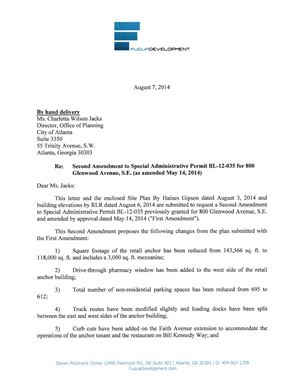 FUQUADEVELOPMENT
August 7, 2014
By hand delivery
Ms. Charletta Wilson Jacks
Director, Office of Planning
City of Atlanta
Suite 3350
55 Trinity Avenue, S.W.
Atlanta, Georgia 30303
Re: Second Amendment to Special Administrative Permit BL-12-035 for 800
Glenwood Avenue, S.E. (as amended May 14, 2014)
Dear Ms. Jacks:
This letter and the enclosed Site Plan By Haines Gipson dated August 3, 2014 and
building elevations by RLR dated August 6, 2014 are submitted to request a Second Amendment
to Special Administrative Permit BL-12-035 previously granted for 800 Glenwood Avenue, S.E.
and amended by approval dated May 14, 2014 ("First Amendment").
This Second Amendment proposes the following changes from the plan submitted with
the First Amendment:
1) Square footage of the retail anchor has been reduced from 143,566 sq. ft. to
118,000 sq. ft. and includes a 3,000 sq. ft. mezzanine;
2) Drive-through pharmacy window has been added to the west side of the retail
anchor building;
3) Total number of non-residential parking spaces has been reduced from 695 to
612;
4) Truck routes have been modified slightly and loading docks have been split
between the east and west sides of the anchor building;
5) Curb cuts have been added on the Faith Avenue extension to accommodate the
operations of the anchor tenant and the restaurant on Bill Kennedy Way; and
Eleven Piedmont Center | 3495 Piedmont Rd., NE Suite 301 | Atlanta, GA 30305 | O: 404-907-1709
FuquaDevelopment.com